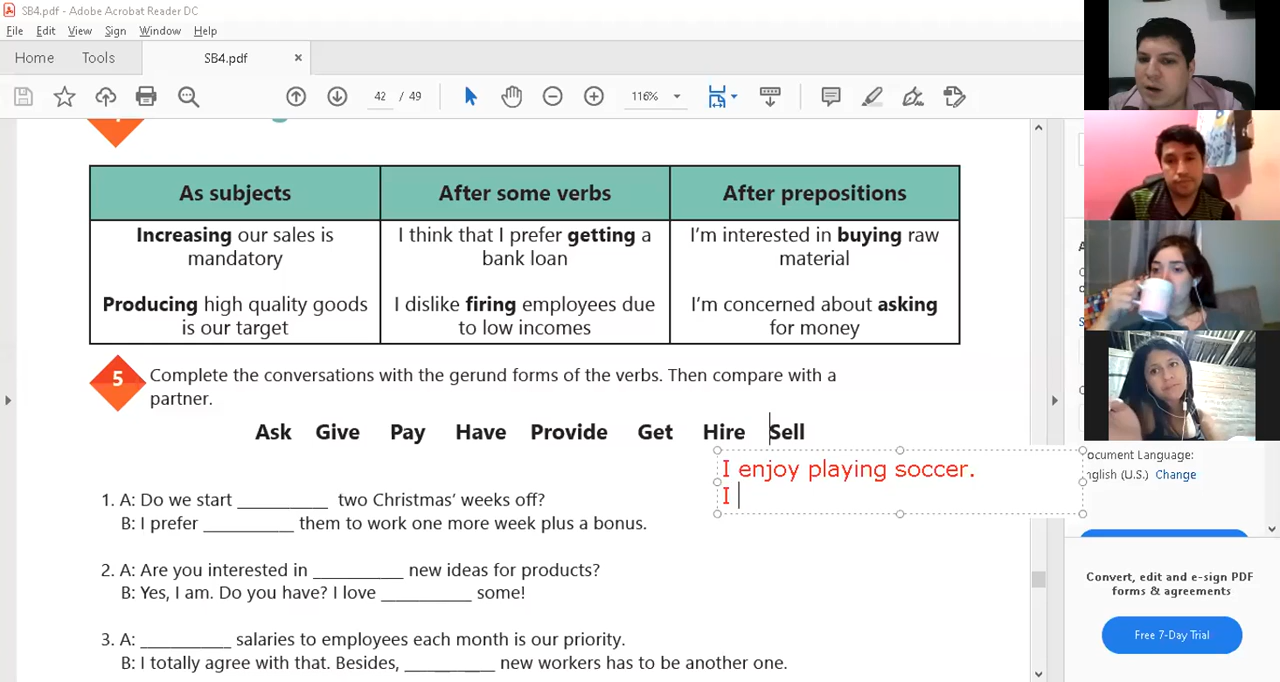 SB4.pdf - Adobe Acrobat Reader DC
File Edit View Sign Window Help
Home Tools SB4.pdf ×
42 / 49 116%
As subjects After some verbs After prepositions
Increasing our sales is mandatory
I think that I prefer getting a bank loan
I'm interested in buying raw material
Producing high quality goods is our target
I dislike firing employees due to low incomes
I'm concerned about asking for money
5 Complete the conversations with the gerund forms of the verbs. Then compare with a
partner.
Ask Give Pay Have Provide Get Hire Sell
I enjoy playing soccer.
I
1. A: Do we start __________ two Christmas' weeks off?
B: I prefer __________ them to work one more week plus a bonus.
2. A: Are you interested in __________ new ideas for products?
B: Yes, I am. Do you have? I love __________ some!
3. A: __________ salaries to employees each month is our priority.
B: I totally agree with that. Besides, __________ new workers has to be another one.
ocument Language:
nglish (U.S.) Change
Convert, edit and e-sign PDF
forms & agreements
Free 7-Day Trial